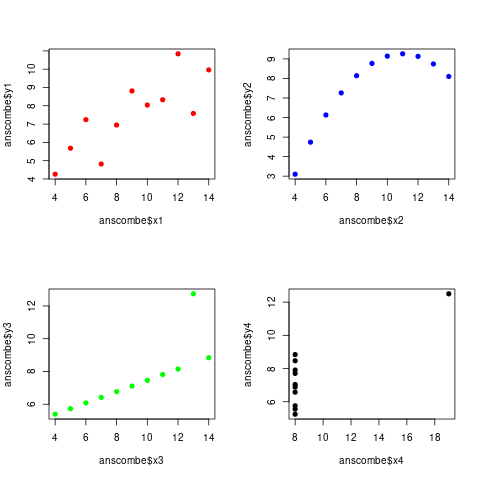 anscombe$y1
4 5 6 7 8 9 10
4 6 8 10 12 14
anscombe$x1
anscombe$y2
3 4 5 6 7 8 9
4 6 8 10 12 14
anscombe$x2
anscombe$y3
6 8 10 12
4 6 8 10 12 14
anscombe$x3
anscombe$y4
6 8 10 12
8 10 12 14 16 18
anscombe$x4